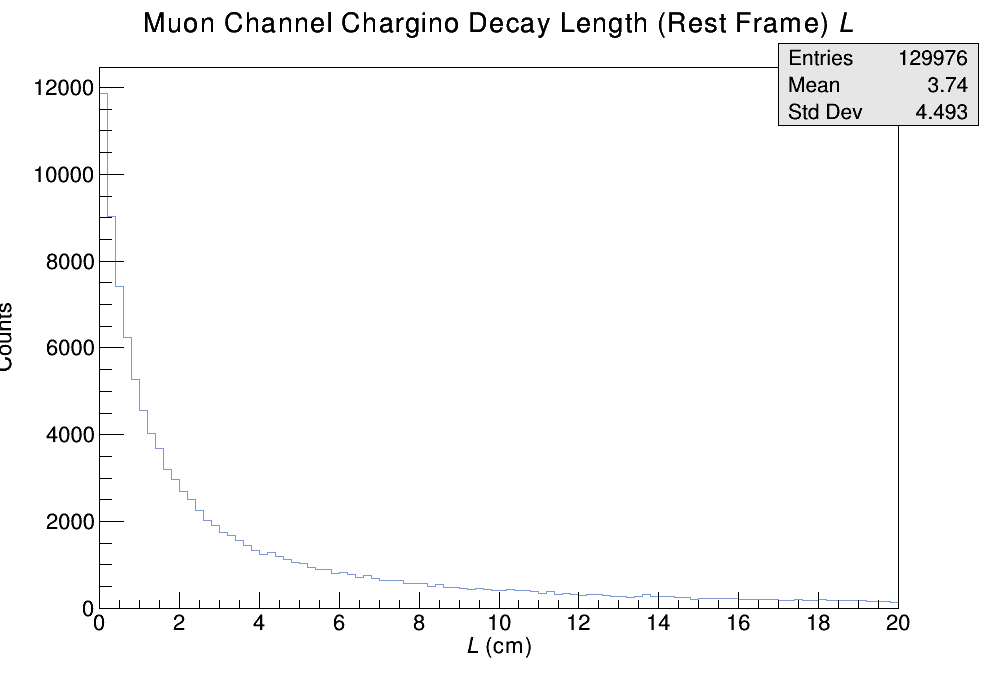 Muon Channel Chargino Decay Length (Rest Frame) L
Entries 129976
Mean 3.74
Std Dev 4.493
12000
10000
8000
6000
4000
2000
0
Counts
0 2 4 6 8 10 12 14 16 18 20
L (cm)